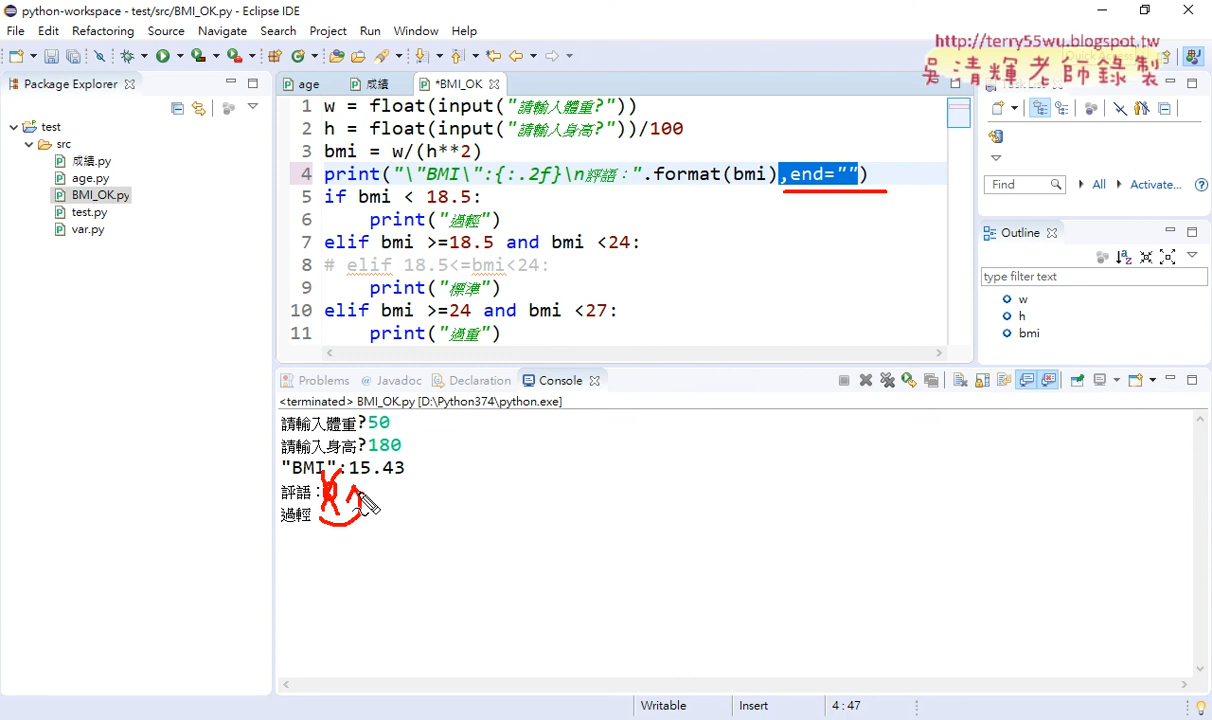 python-workspace - test/src/BMI_OK.py - Eclipse IDE
File Edit Refactoring Source Navigate Search Project Run Window Help
http://terry55wu.blogspot.tw
吳清輝老師錄製
Package Explorer
test
src
成績.py
age.py
BMI_OK.py
test.py
var.py
age 成績 *BMI_OK
1 w = float(input("請輸入體重?"))
2 h = float(input("請輸入身高?"))/100
3 bmi = w/(h**2)
4 print("\"BMI\":{:.2f}\n評語：".format(bmi),end="")
5 if bmi < 18.5:
6 print("過輕")
7 elif bmi >=18.5 and bmi <24:
8 # elif 18.5<=bmi<24:
9 print("標準")
10 elif bmi >=24 and bmi <27:
11 print("過重")
Find All Activate...
Outline
type filter text
w
h
bmi
Problems @ Javadoc Declaration Console
<terminated> BMI_OK.py [D:\Python374\python.exe]
請輸入體重?50
請輸入身高?180
"BMI":15.43
評語：
過輕
Writable Insert 4 : 47